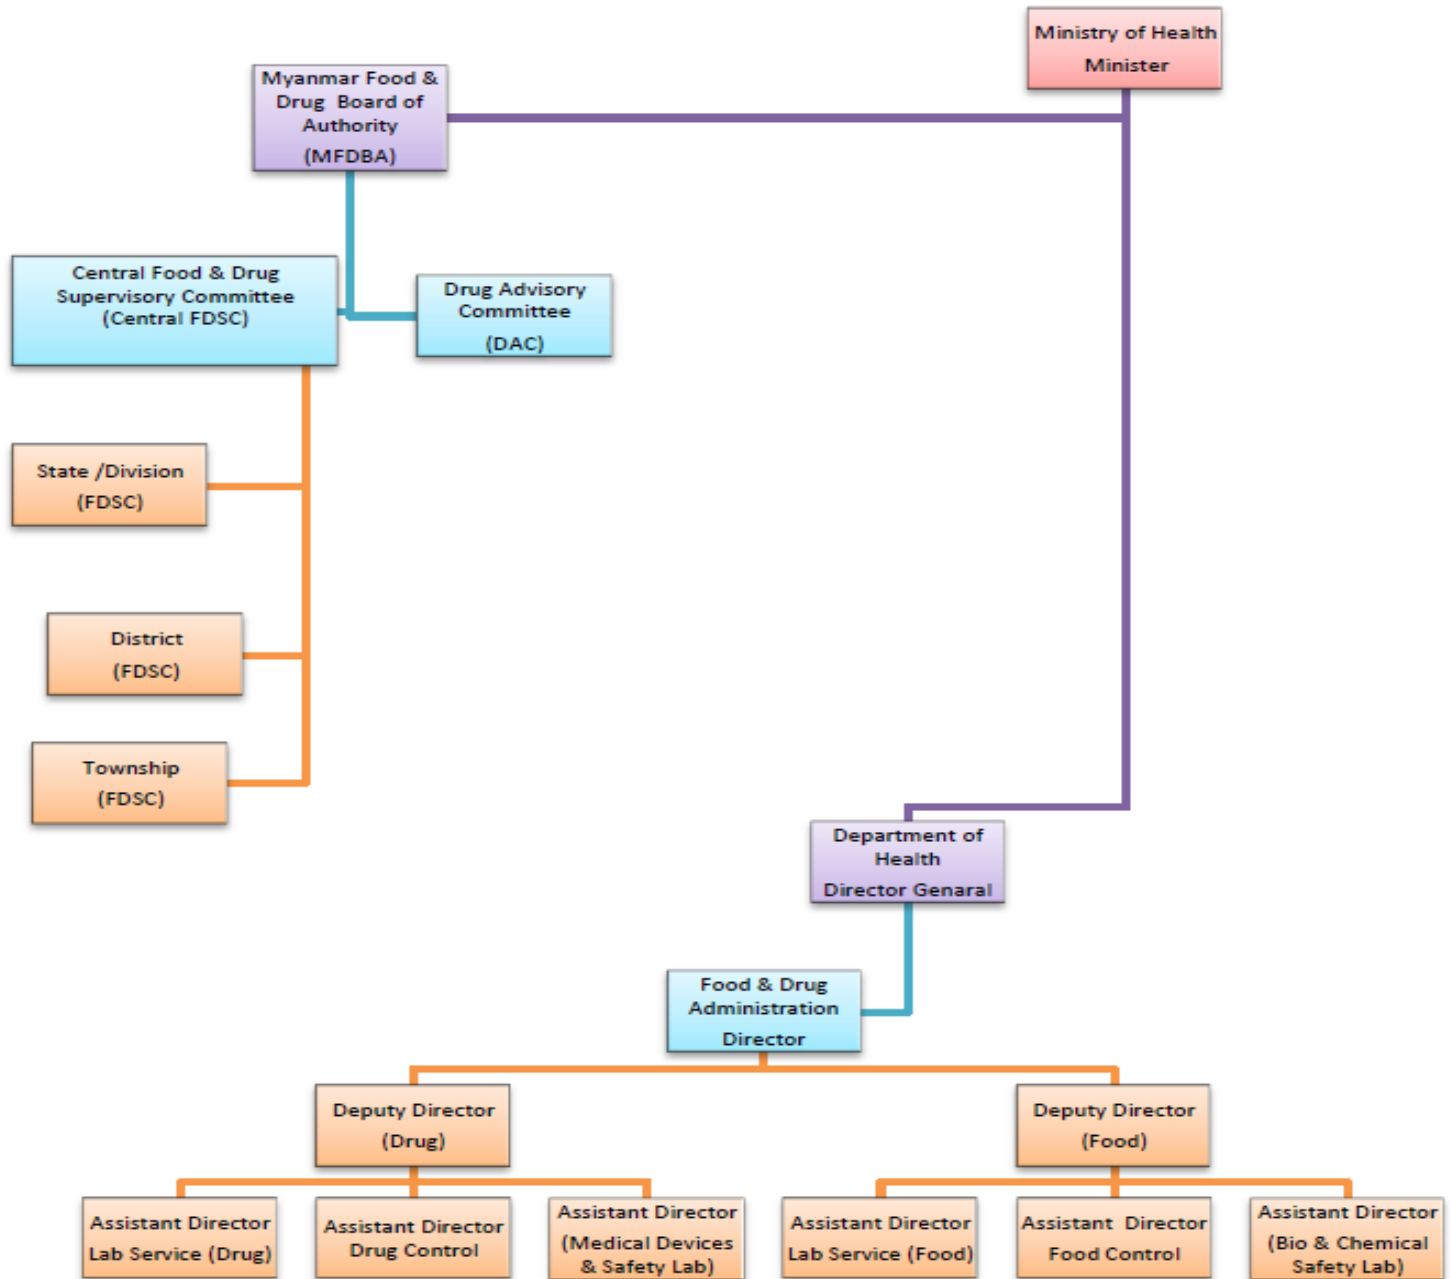 Ministry of Health
Minister
Myanmar Food &
Drug Board of
Authority
(MFDBA)
Central Food & Drug
Supervisory Committee
(Central FDSC)
Drug Advisory
Committee
(DAC)
State /Division
(FDSC)
District
(FDSC)
Township
(FDSC)
Department of
Health
Director Genaral
Food & Drug
Administration
Director
Deputy Director
(Drug)
Deputy Director
(Food)
Assistant Director
Lab Service (Drug)
Assistant Director
Drug Control
Assistant Director
(Medical Devices
& Safety Lab)
Assistant Director
Lab Service (Food)
Assistant Director
Food Control
Assistant Director
(Bio & Chemical
Safety Lab)